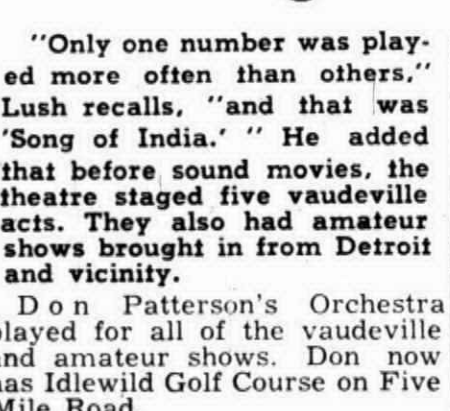 "Only one number was play-
ed more often than others,"
Lush recalls, "and that was
'Song of India.' " He added
that before sound movies, the
theatre staged five vaudeville
acts. They also had amateur
shows brought in from Detroit
and vicinity.
Don Patterson's Orchestra
played for all of the vaudeville
and amateur shows. Don now
has Idlewild Golf Course on Five
Mile Road